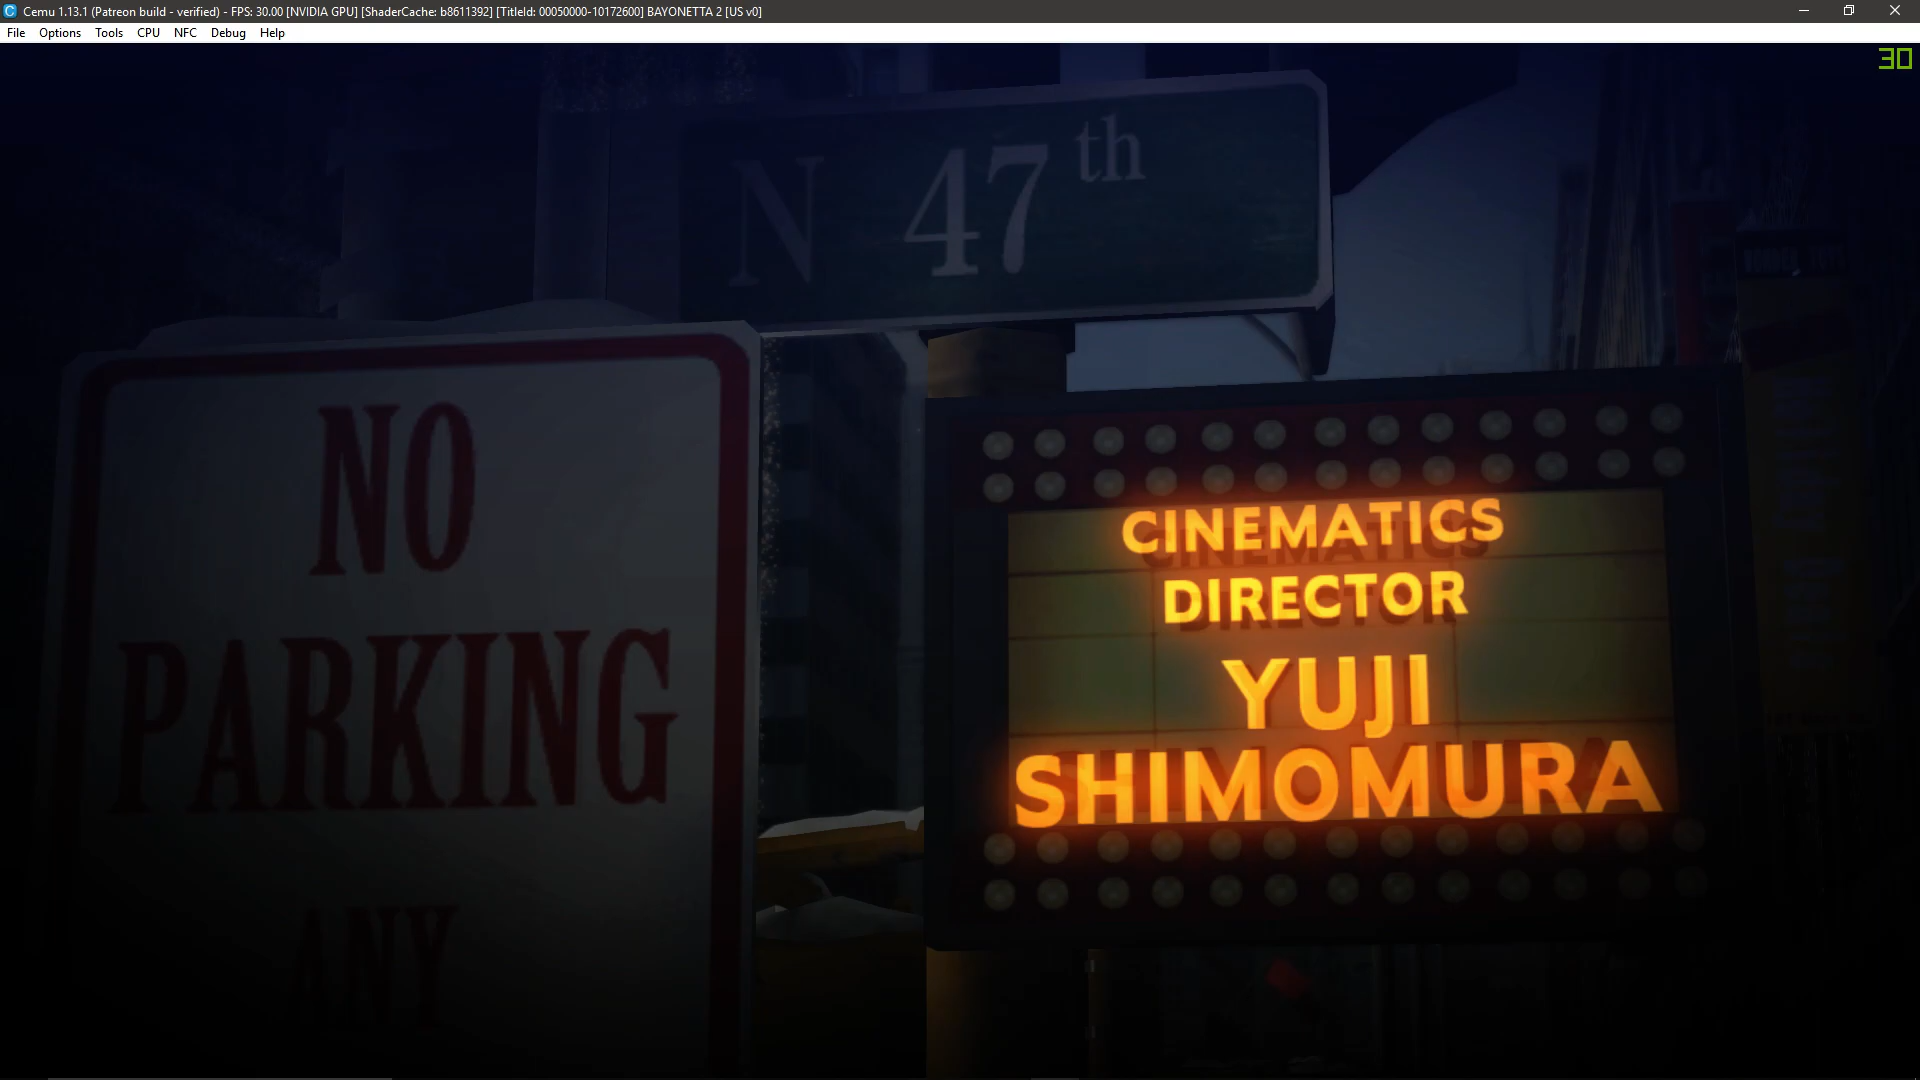 Cemu 1.13.1 (Patreon build - verified) - FPS: 30.00 [NVIDIA GPU] [ShaderCache: b8611392] [TitleId: 00050000-10172600] BAYONETTA 2 [US v0]
File Options Tools CPU NFC Debug Help
30
N 47th
NO
PARKING
ANY
CINEMATICS
DIRECTOR
YUJI
SHIMOMURA